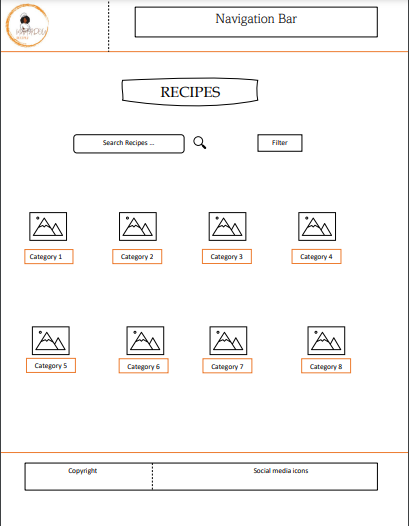 Navigation Bar
RECIPES
Search Recipes ...
Filter
Category 1
Category 2
Category 3
Category 4
Category 5
Category 6
Category 7
Category 8
Copyright
Social media icons